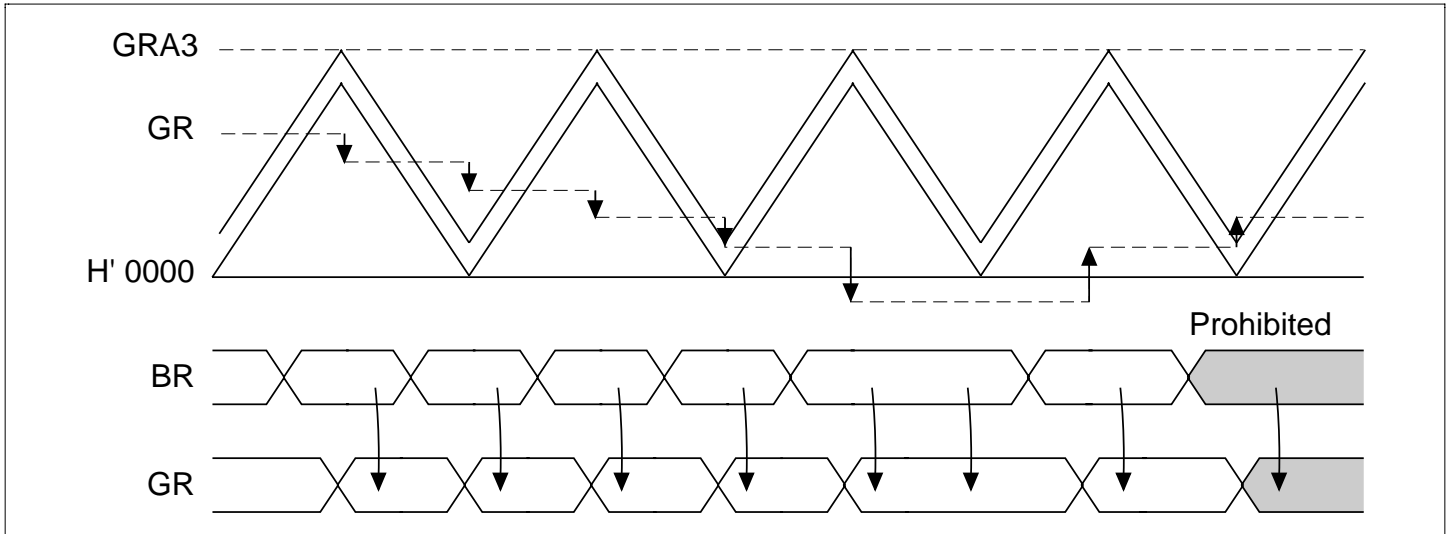 GRA3
GR
H' 0000
Prohibited
BR
GR